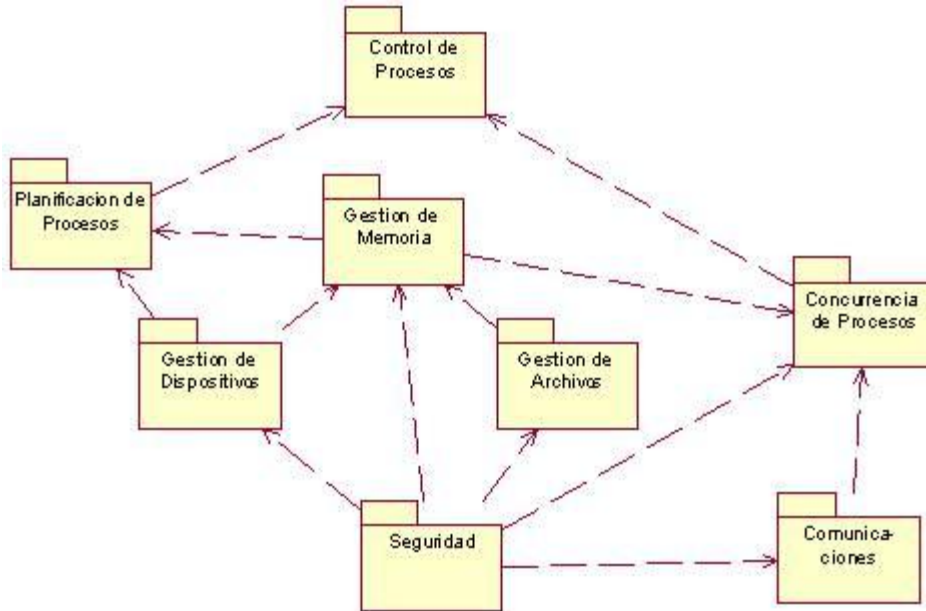 Control de
Procesos
Planificacion de
Procesos
Gestion de
Memoria
Concurrencia
de Procesos
Gestion de
Dispositivos
Gestion de
Archivos
Seguridad
Comunica-
ciones